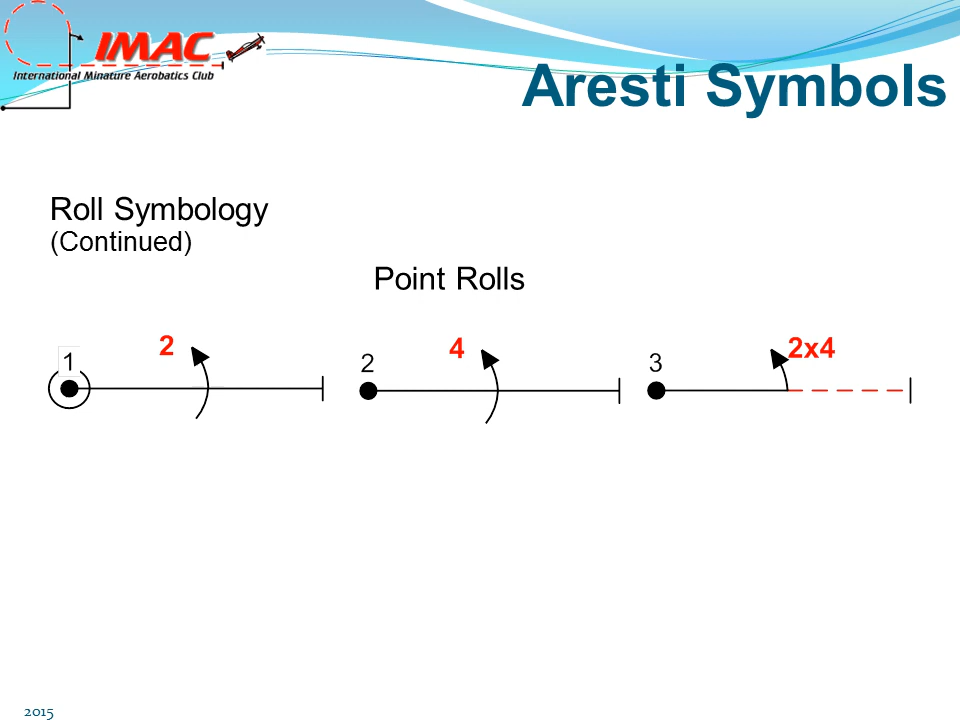 IMAC
International Minature Aerobatics Club
Aresti Symbols
Roll Symbology
(Continued)
Point Rolls
1
2
2
4
3
2x4
2015